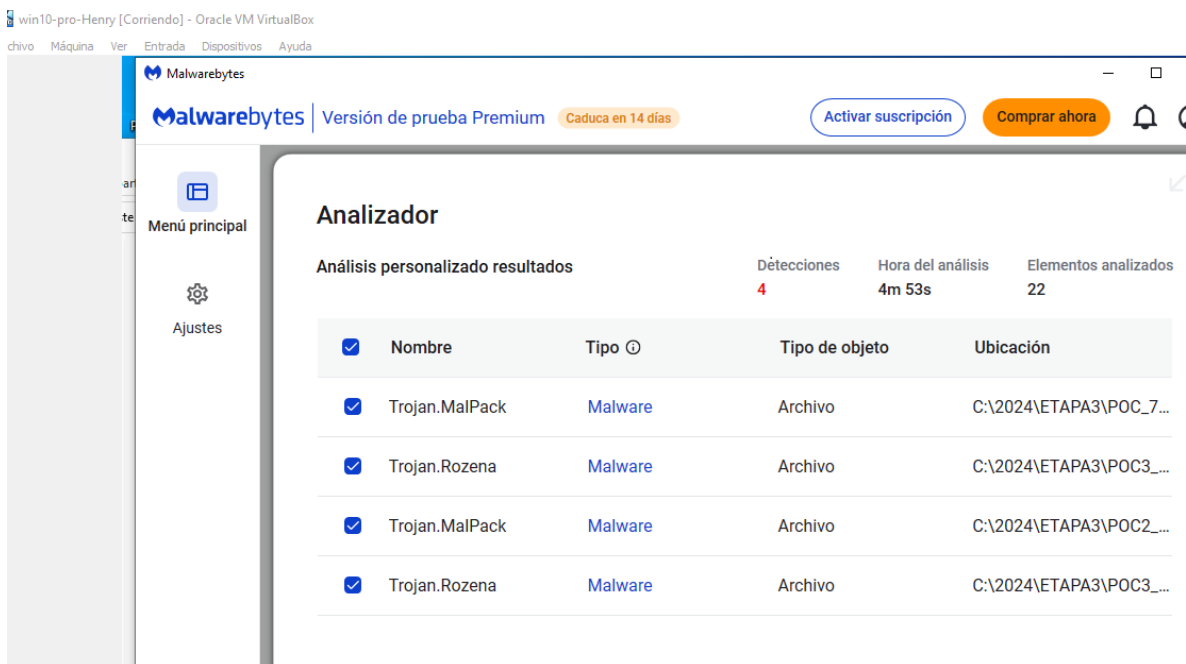 win10-pro-Henry [Corriendo] - Oracle VM VirtualBox
chivo Máquina Ver Entrada Dispositivos Ayuda
Malwarebytes
Malwarebytes Versión de prueba Premium Caduca en 14 días Activar suscripción Comprar ahora
Menú principal
Ajustes
Analizador
Análisis personalizado resultados
Detecciones Hora del análisis Elementos analizados
4 4m 53s 22
Nombre Tipo Tipo de objeto Ubicación
Trojan.MalPack Malware Archivo C:\2024\ETAPA3\POC_7...
Trojan.Rozena Malware Archivo C:\2024\ETAPA3\POC3_...
Trojan.MalPack Malware Archivo C:\2024\ETAPA3\POC2_...
Trojan.Rozena Malware Archivo C:\2024\ETAPA3\POC3_...